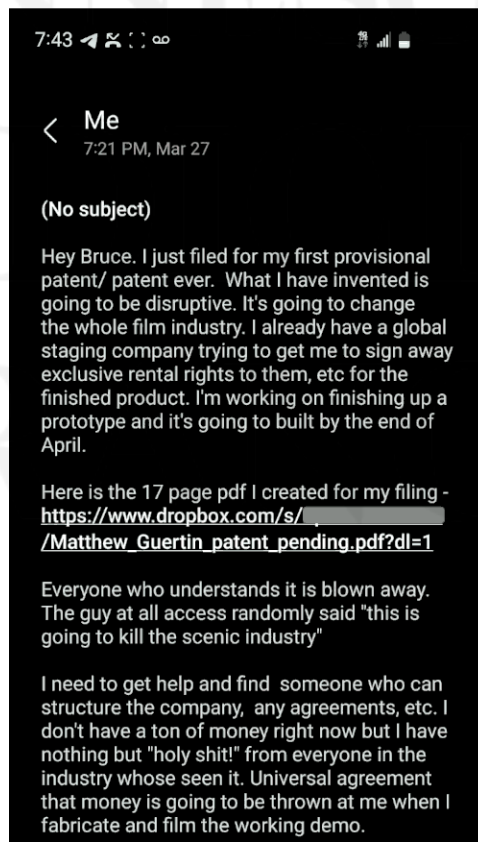 7:43
Me
7:21 PM, Mar 27
(No subject)
Hey Bruce. I just filed for my first provisional
patent/ patent ever.  What I have invented is
going to be disruptive. It's going to change
the whole film industry. I already have a global
staging company trying to get me to sign away
exclusive rental rights to them, etc for the
finished product. I'm working on finishing up a
prototype and it's going to built by the end of
April.
Here is the 17 page pdf I created for my filing -
https://www.dropbox.com/s/
/Matthew_Guertin_patent_pending.pdf?dl=1
Everyone who understands it is blown away.
The guy at all access randomly said "this is
going to kill the scenic industry"
I need to get help and find  someone who can
structure the company,  any agreements, etc. I
don't have a ton of money right now but I have
nothing but "holy shit!" from everyone in the
industry whose seen it. Universal agreement
that money is going to be thrown at me when I
fabricate and film the working demo.